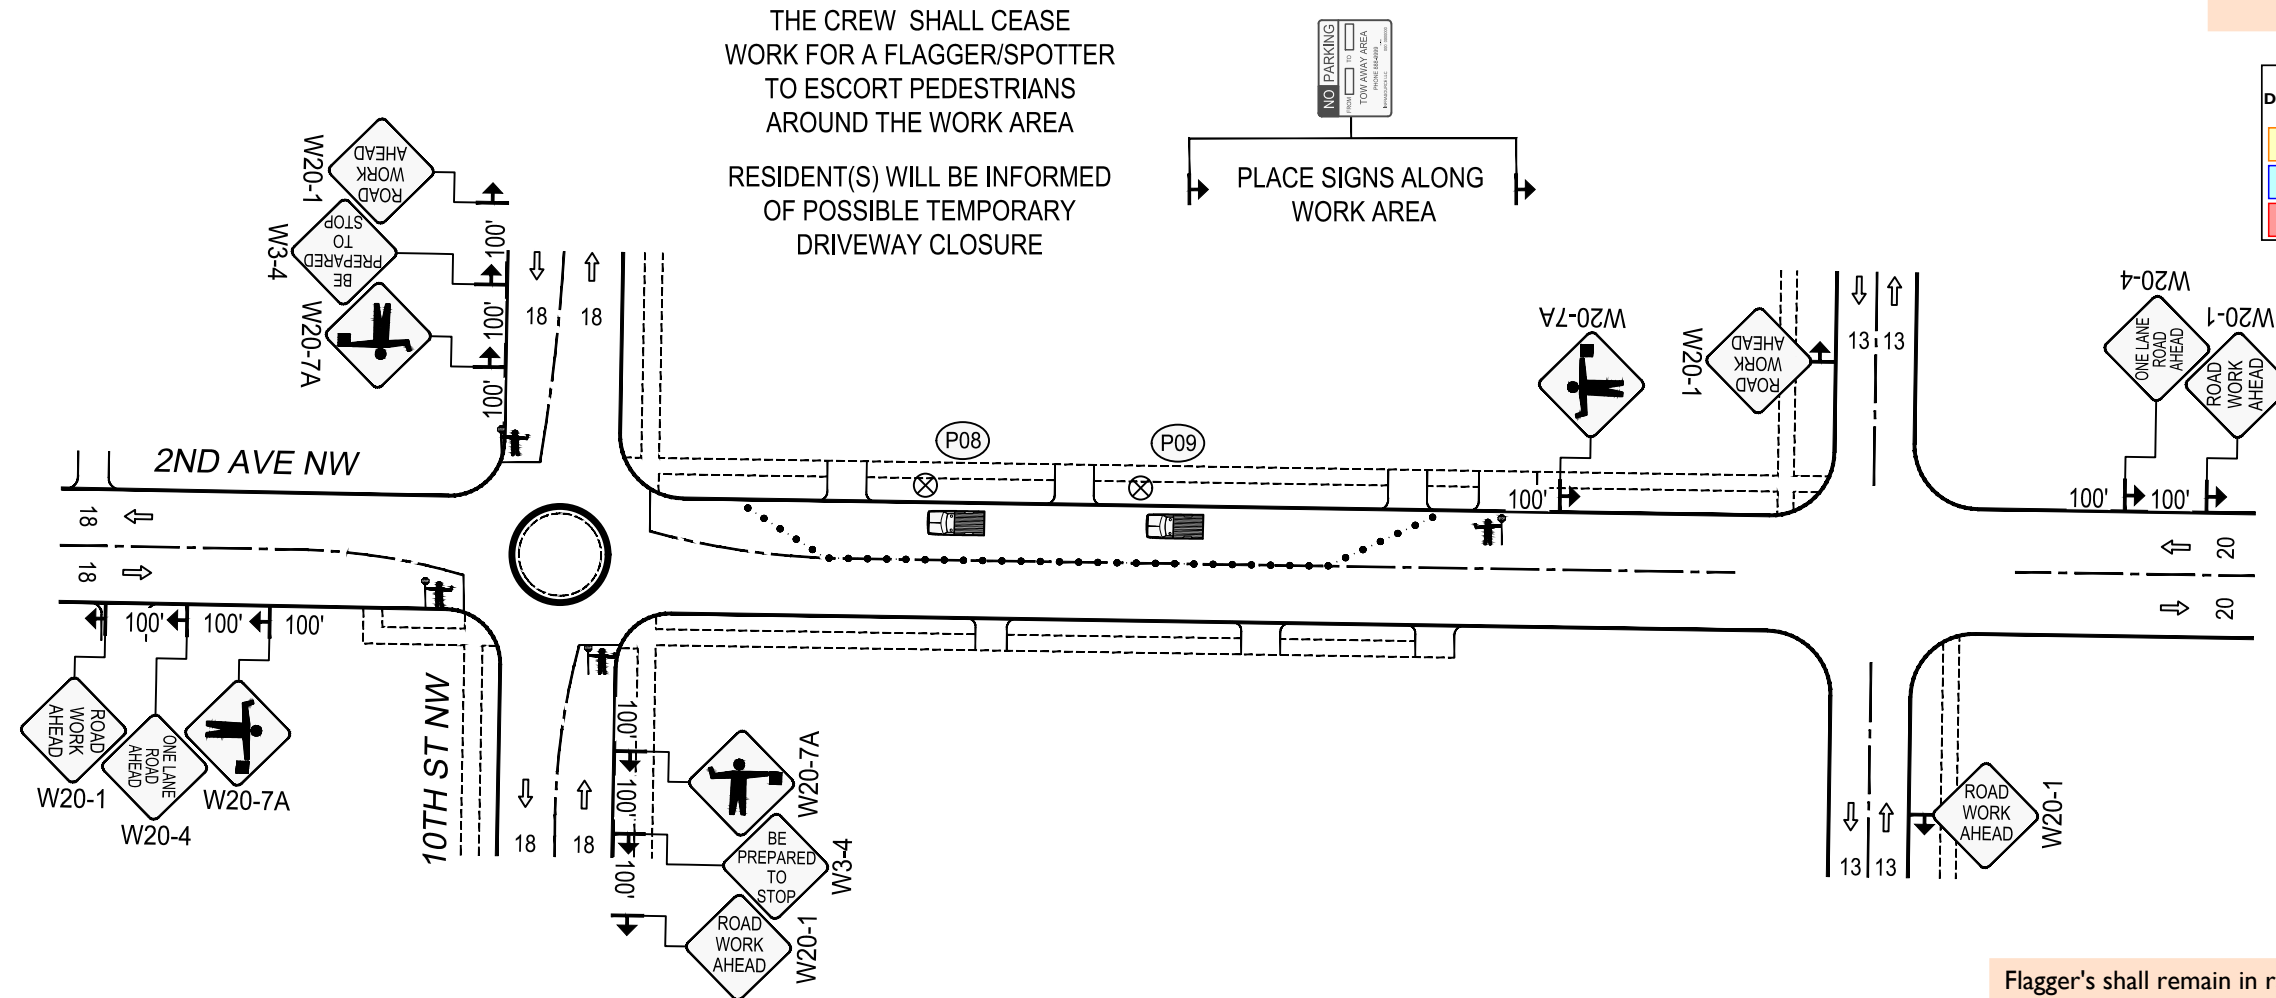 THE CREW SHALL CEASE
WORK FOR A FLAGGER/SPOTTER
TO ESCORT PEDESTRIANS
AROUND THE WORK AREA
RESIDENT(S) WILL BE INFORMED
OF POSSIBLE TEMPORARY
DRIVEWAY CLOSURE
NO PARKING
FROM TO
TOW AWAY AREA
PLACE SIGNS ALONG
WORK AREA
D
W20-1
ROAD
WORK
AHEAD
100'
W3-4
BE
PREPARED
TO
STOP
100'
W20-7A
100'
18
18
2ND AVE NW
18
18
P08
P09
W20-7A
100'
W20-1
ROAD
WORK
AHEAD
13
13
W20-4
ONE LANE
ROAD
AHEAD
W20-1
ROAD
WORK
AHEAD
100'
100'
20
20
100'
100'
100'
ROAD
WORK
AHEAD
W20-1
ONE LANE
ROAD
AHEAD
W20-4
W20-7A
10TH ST NW
18
18
100'
W20-7A
100'
BE
PREPARED
TO
STOP
W3-4
100'
ROAD
WORK
AHEAD
W20-1
13
13
ROAD
WORK
AHEAD
W20-1
Flagger's shall remain in r